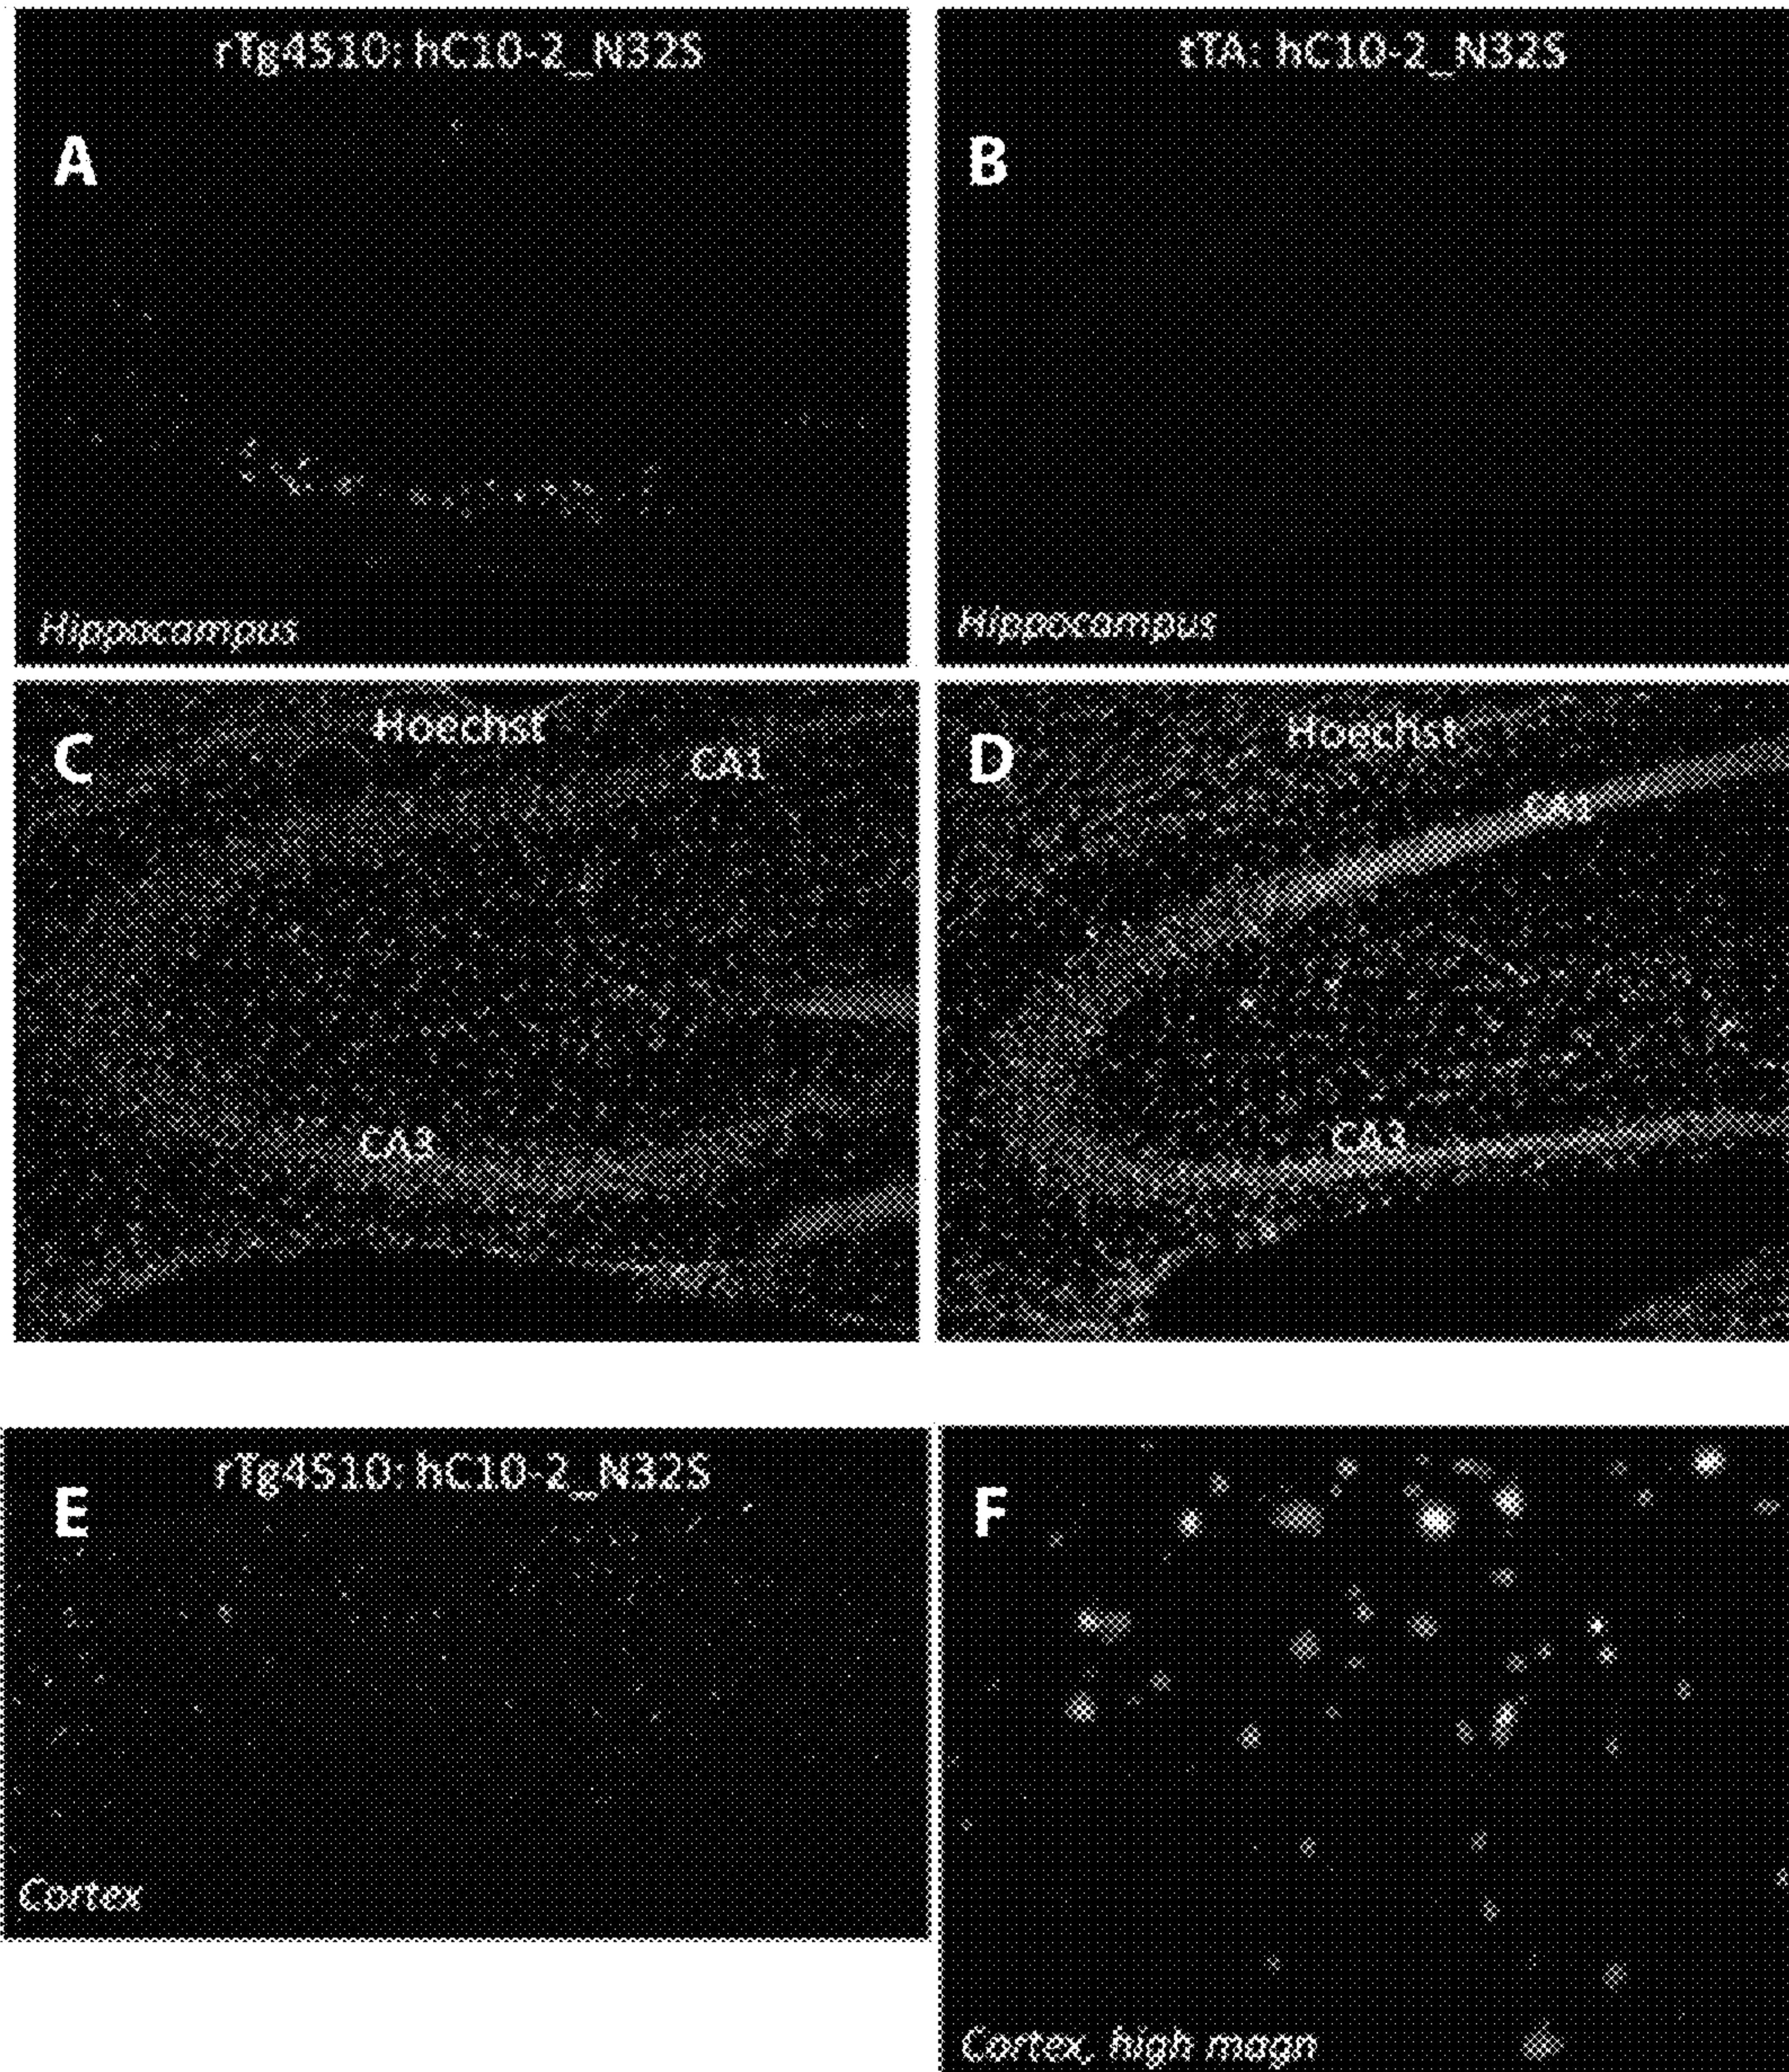 rTg4510: hC10-2_N32S
A
Hippocampus
tTA: hC10-2_N32S
B
Hippocampus
C
Hoechst
CA1
CA3
D
Hoechst
CA1
CA3
rTg4510: hC10-2_N32S
E
Cortex
F
Cortex, high magn